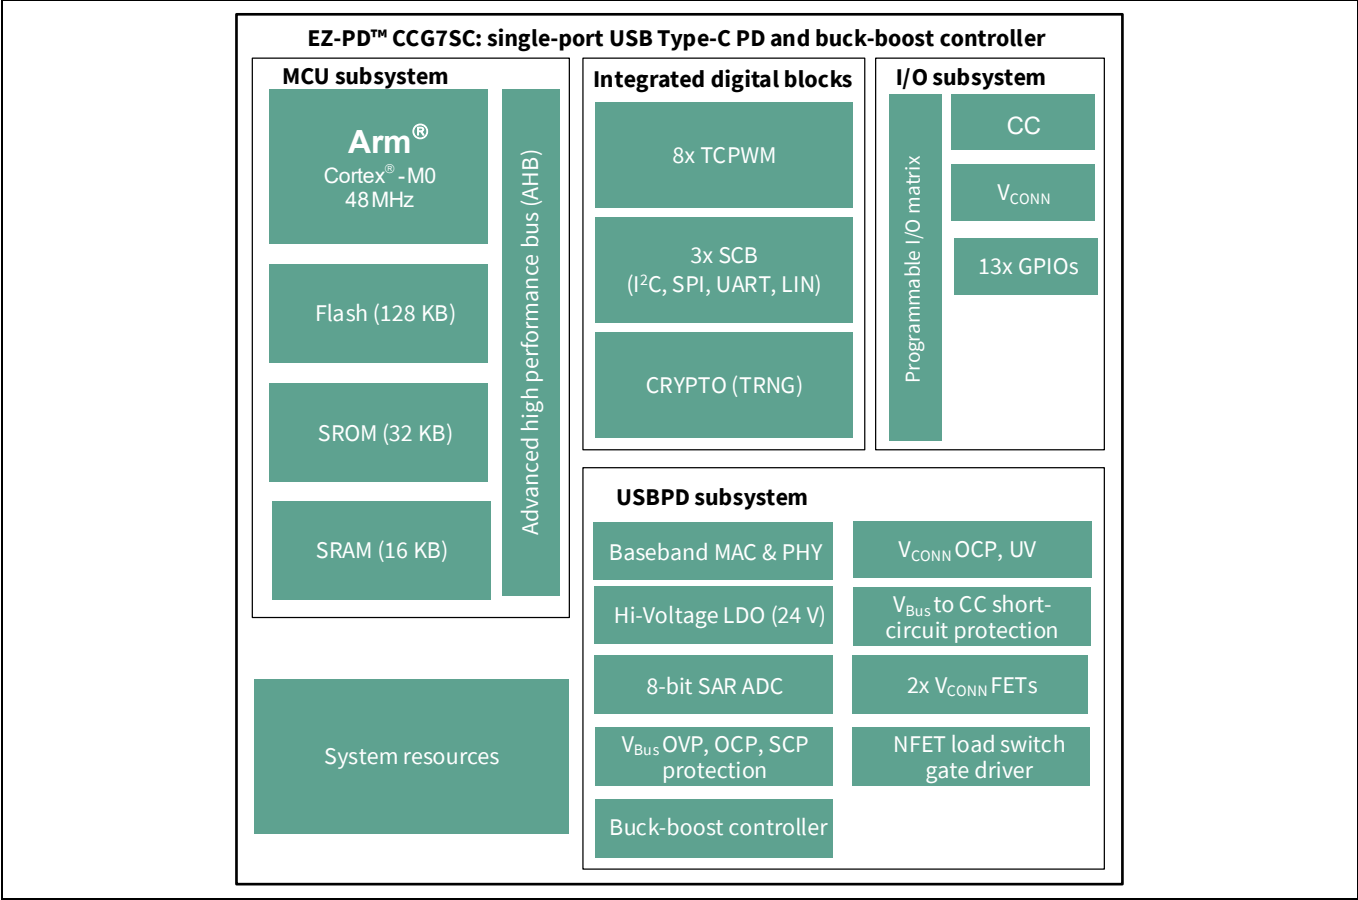 EZ-PD™ CCG7SC: single-port USB Type-C PD and buck-boost controller
MCU subsystem
Arm®
Cortex®-M0
48 MHz
Flash (128 KB)
SROM (32 KB)
SRAM (16 KB)
Advanced high performance bus (AHB)
System resources
Integrated digital blocks
8x TCPWM
3x SCB
(I²C, SPI, UART, LIN)
CRYPTO (TRNG)
I/O subsystem
Programmable I/O matrix
CC
VCONN
13x GPIOs
USBPD subsystem
Baseband MAC & PHY
Hi-Voltage LDO (24 V)
8-bit SAR ADC
VBus OVP, OCP, SCP
protection
Buck-boost controller
VCONN OCP, UV
VBus to CC short-
circuit protection
2x VCONN FETs
NFET load switch
gate driver